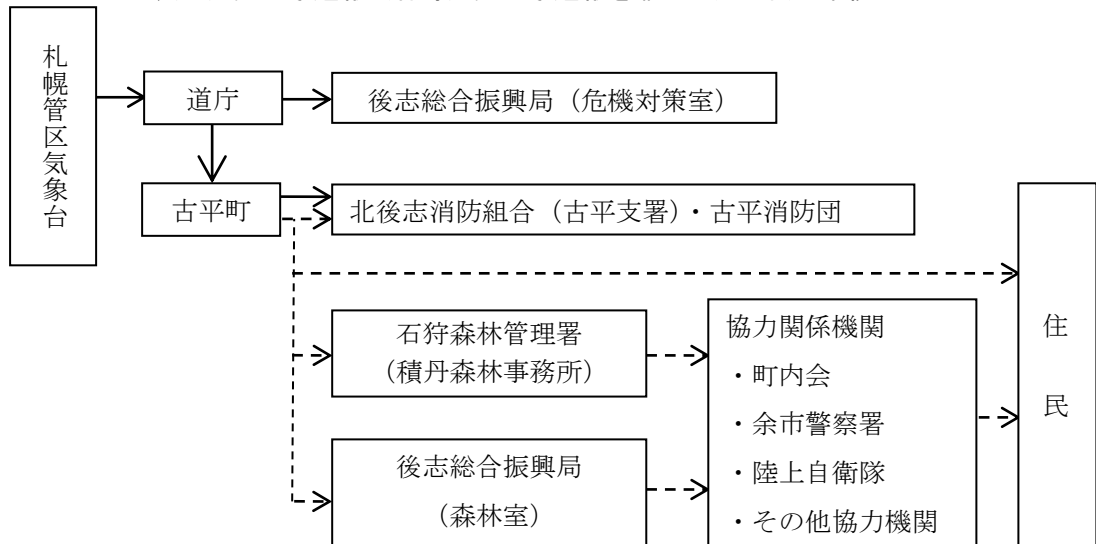 札幌管区気象台
道庁
後志総合振興局（危機対策室）
古平町
北後志消防組合（古平支署）・古平消防団
石狩森林管理署
（積丹森林事務所）
後志総合振興局
（森林室）
協力関係機関
・町内会
・余市警察署
・陸上自衛隊
・その他協力機関
住民